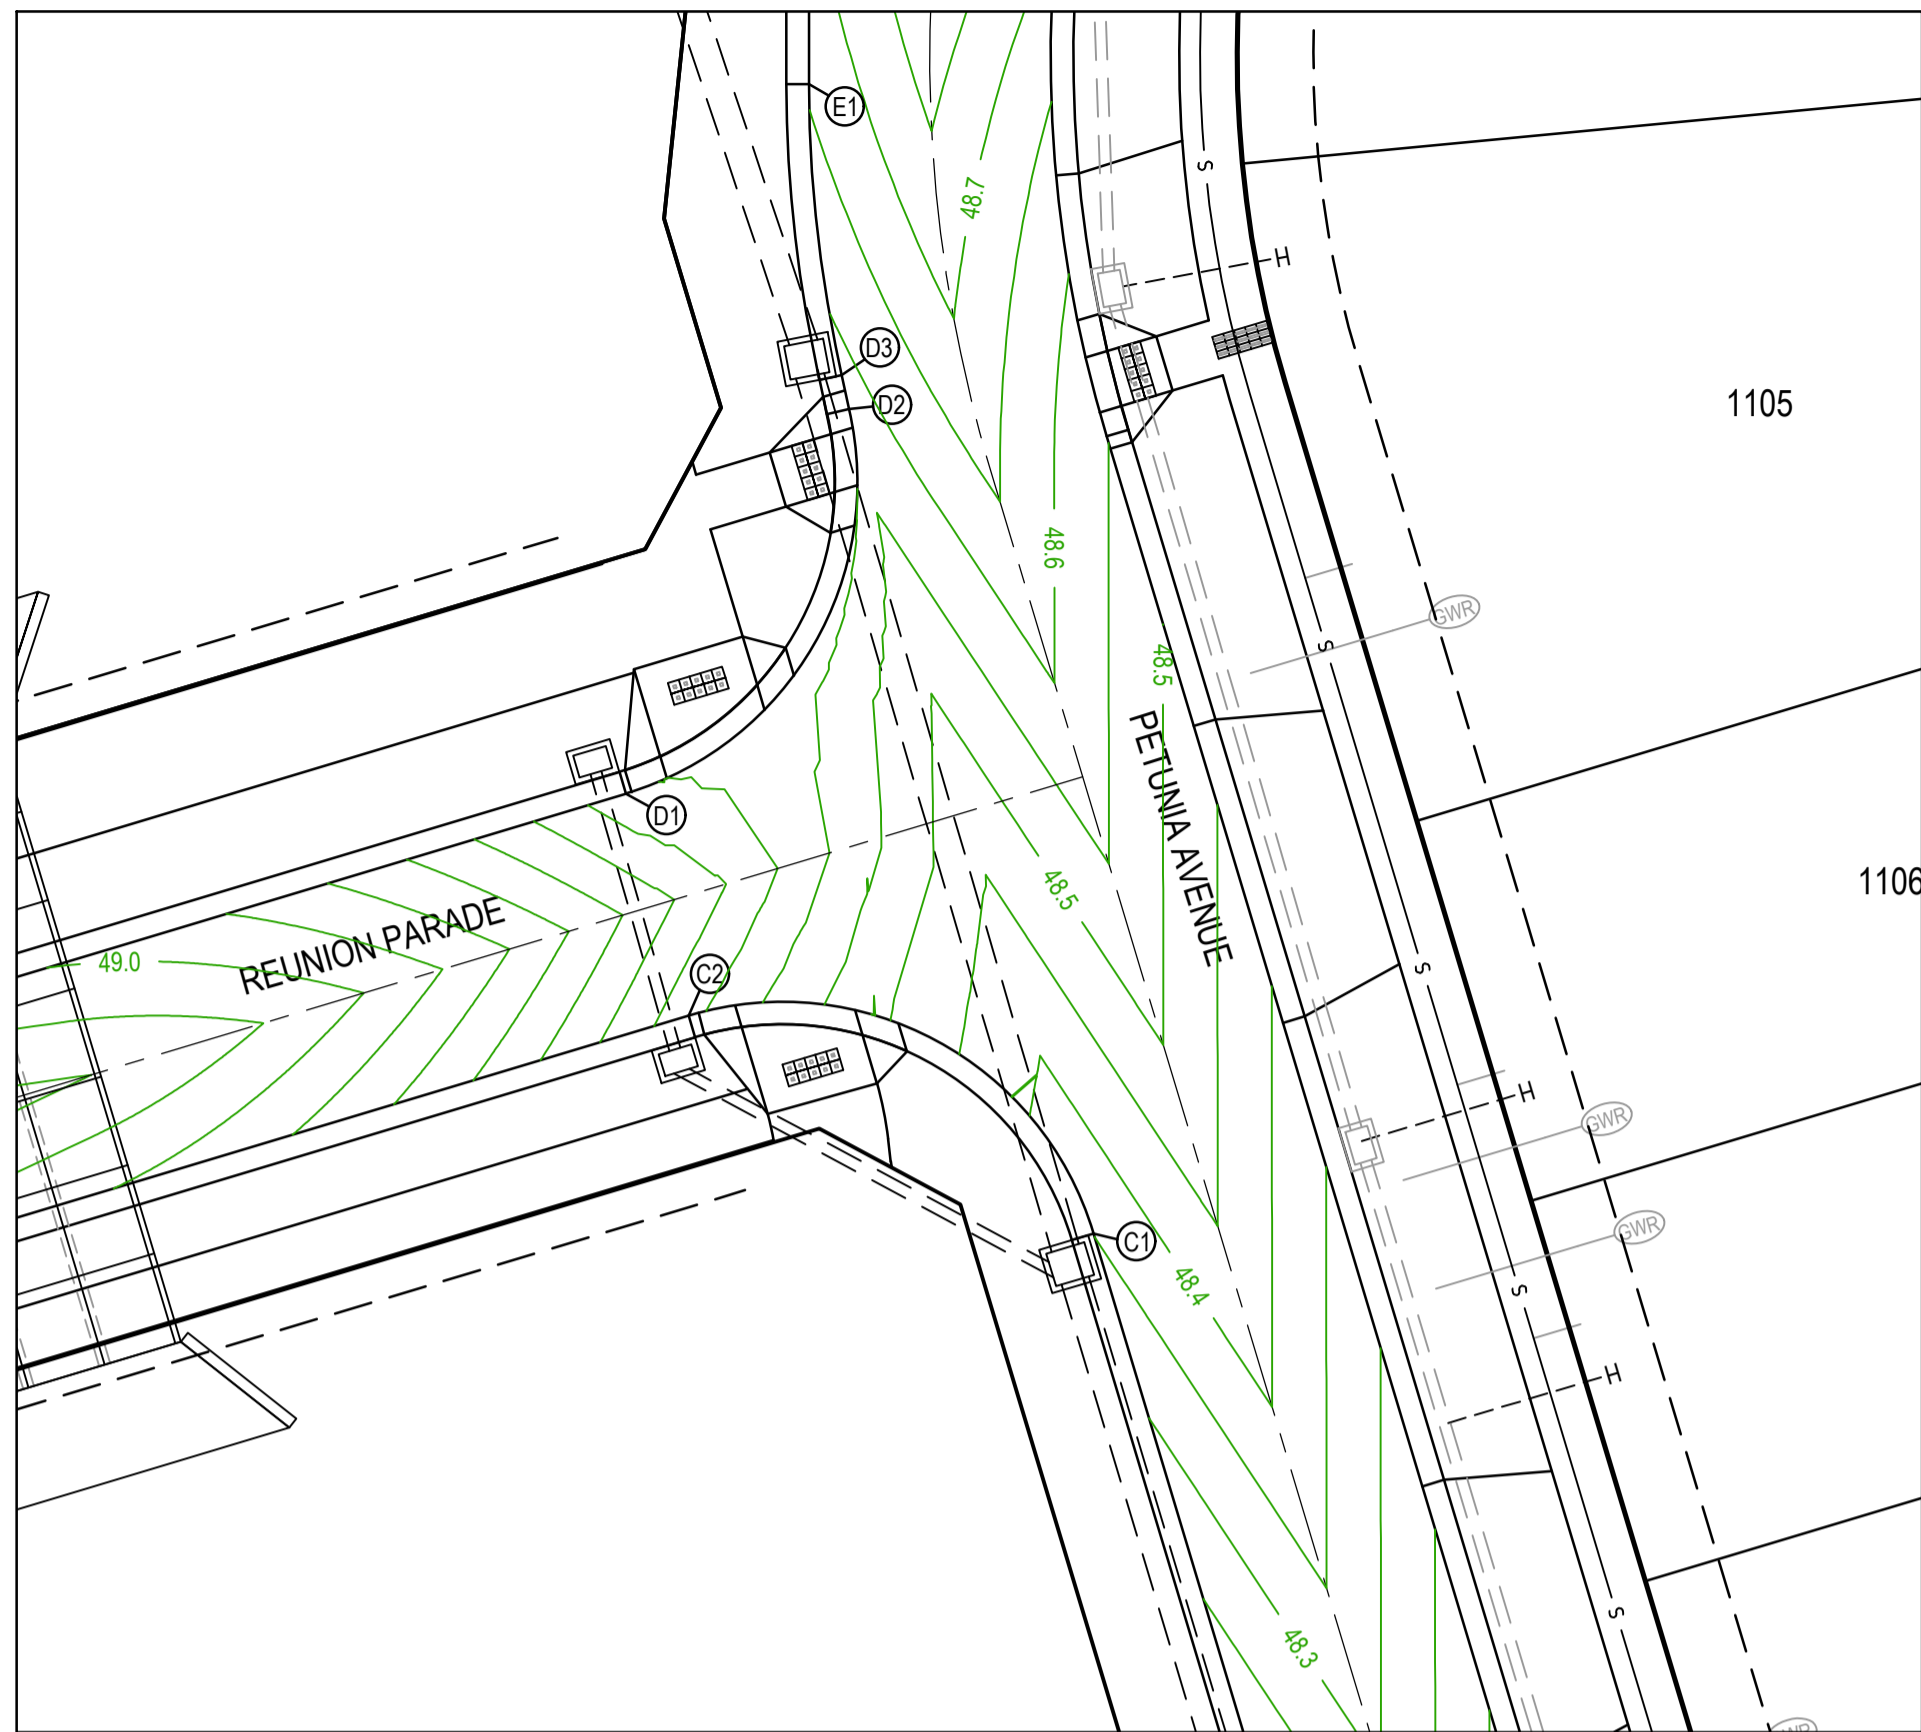 E1
S
48.7
H
D3
D2
1105
48.6
GWR
S
48.5
PETUNIA AVENUE
D1
1106
48.5
REUNION PARADE
49.0
C2
S
H
GWR
GWR
C1
48.4
S
H
S
48.3